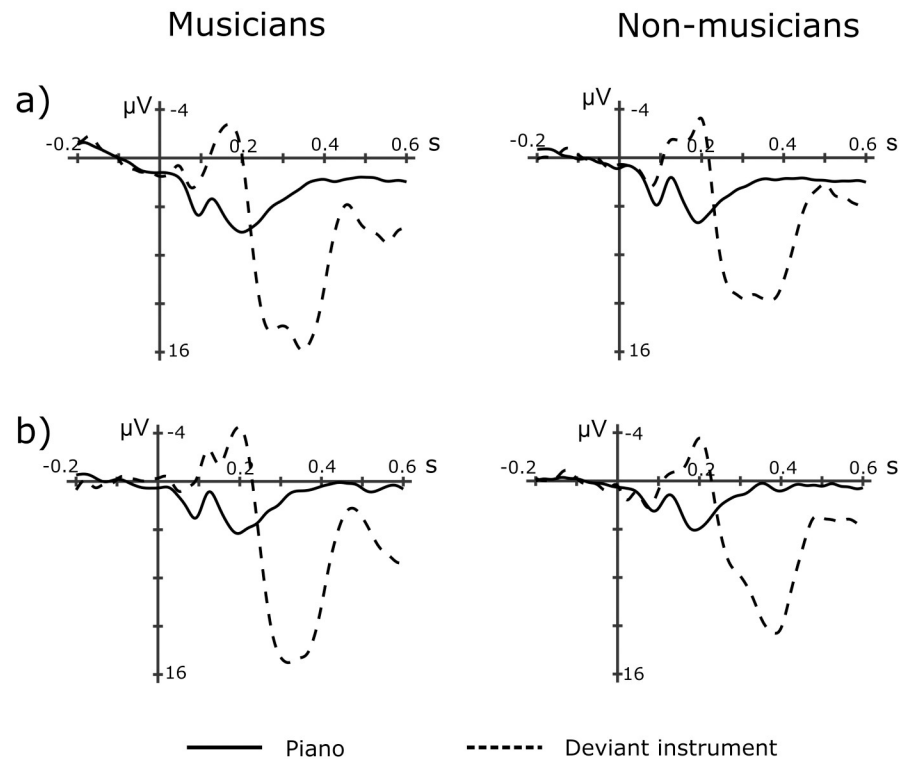 Musicians Non-musicians
a)
µV -4 µV -4
-0.2 0.2 0.4 0.6 s -0.2 0.2 0.4 0.6 s
16 16
b)
µV -4 µV -4
-0.2 0.2 0.4 0.6 s -0.2 0.2 0.4 0.6 s
16 16
Piano Deviant instrument